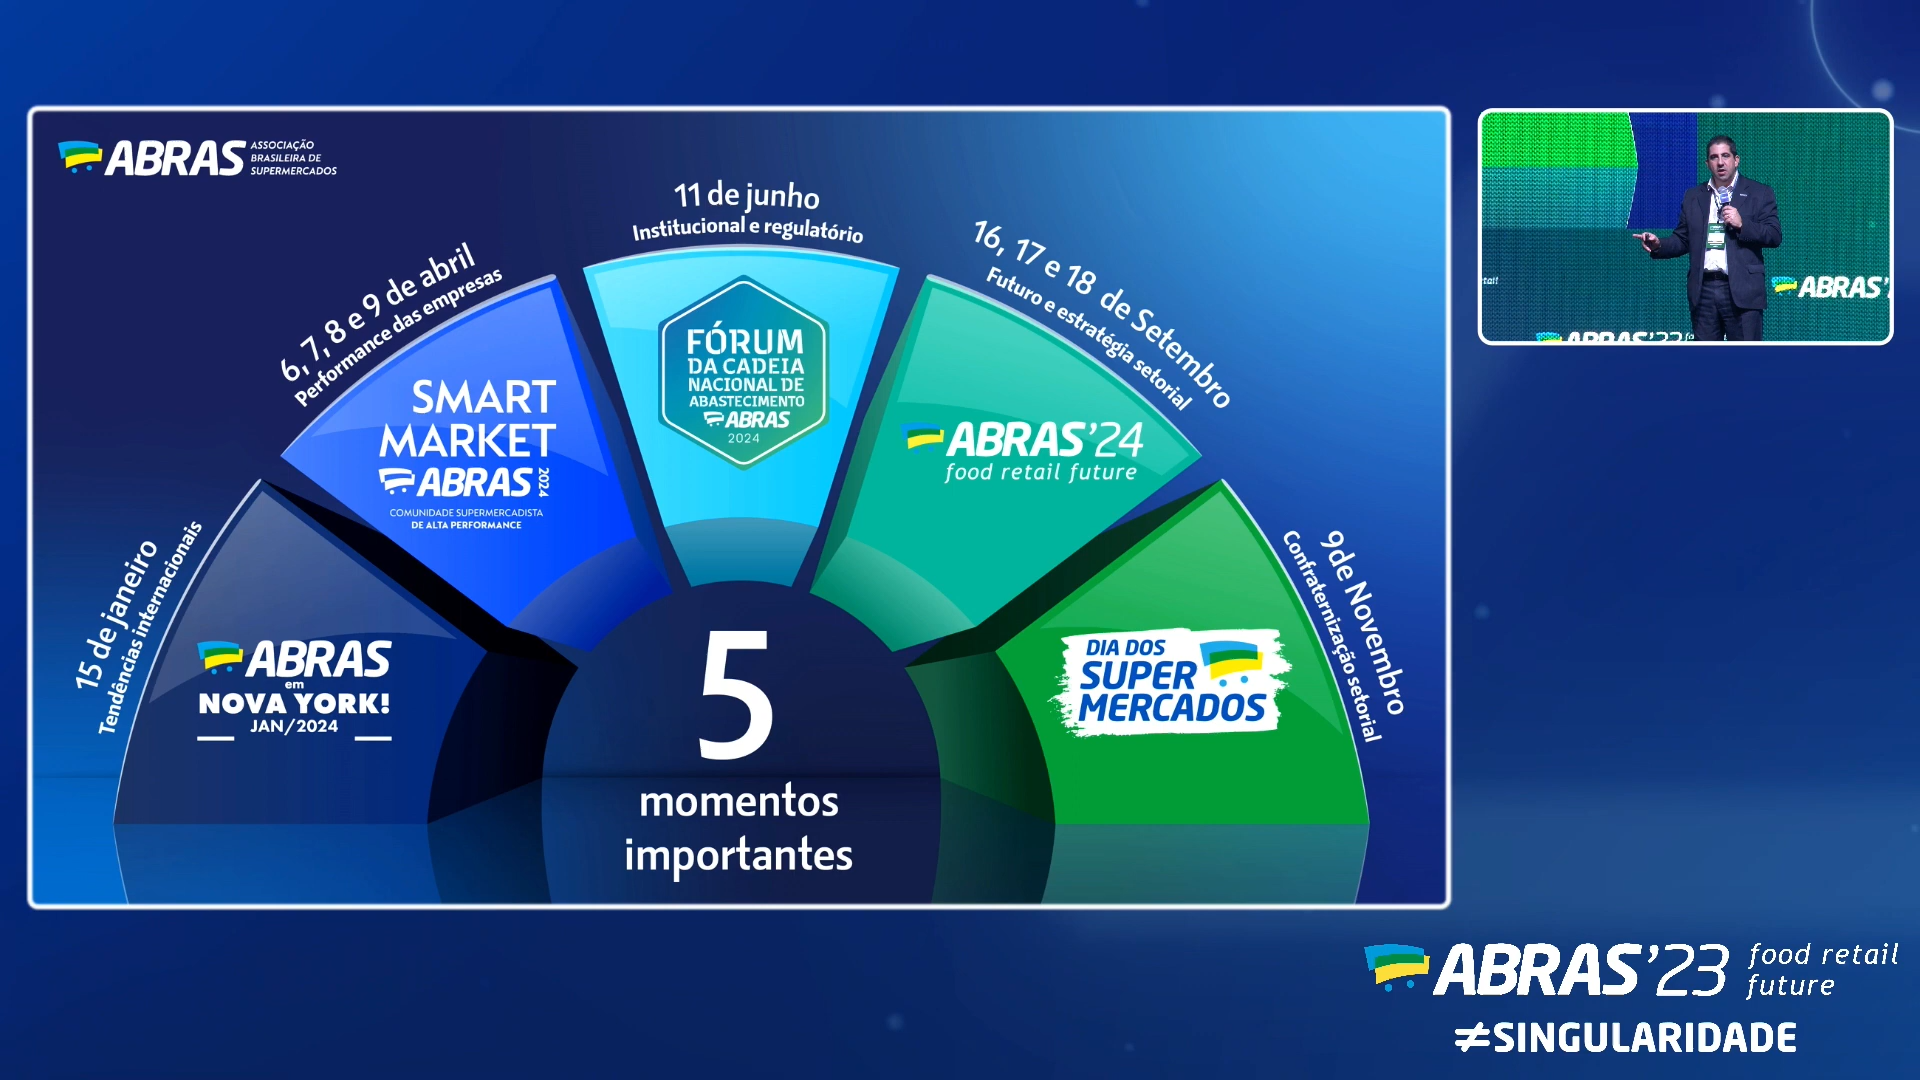 ABRAS
ASSOCIAÇÃO
BRASILEIRA DE
SUPERMERCADOS
15 de janeiro
Tendências internacionais
ABRAS
em
NOVA YORK!
JAN/2024
6, 7, 8 e 9 de abril
Performance das empresas
SMART
MARKET
ABRAS 2024
COMUNIDADE SUPERMERCADISTA
DE ALTA PERFORMANCE
11 de junho
Institucional e regulatório
FÓRUM
DA CADEIA
NACIONAL DE
ABASTECIMENTO
ABRAS
2024
16, 17 e 18 de Setembro
Futuro e estratégia setorial
ABRAS'24
food retail future
9de Novembro
Confraternização setorial
DIA DOS
SUPER
MERCADOS
5
momentos
importantes
tail
ABRAS'
ABRAS'23 fo
ABRAS'23 food retail
future
≠SINGULARIDADE